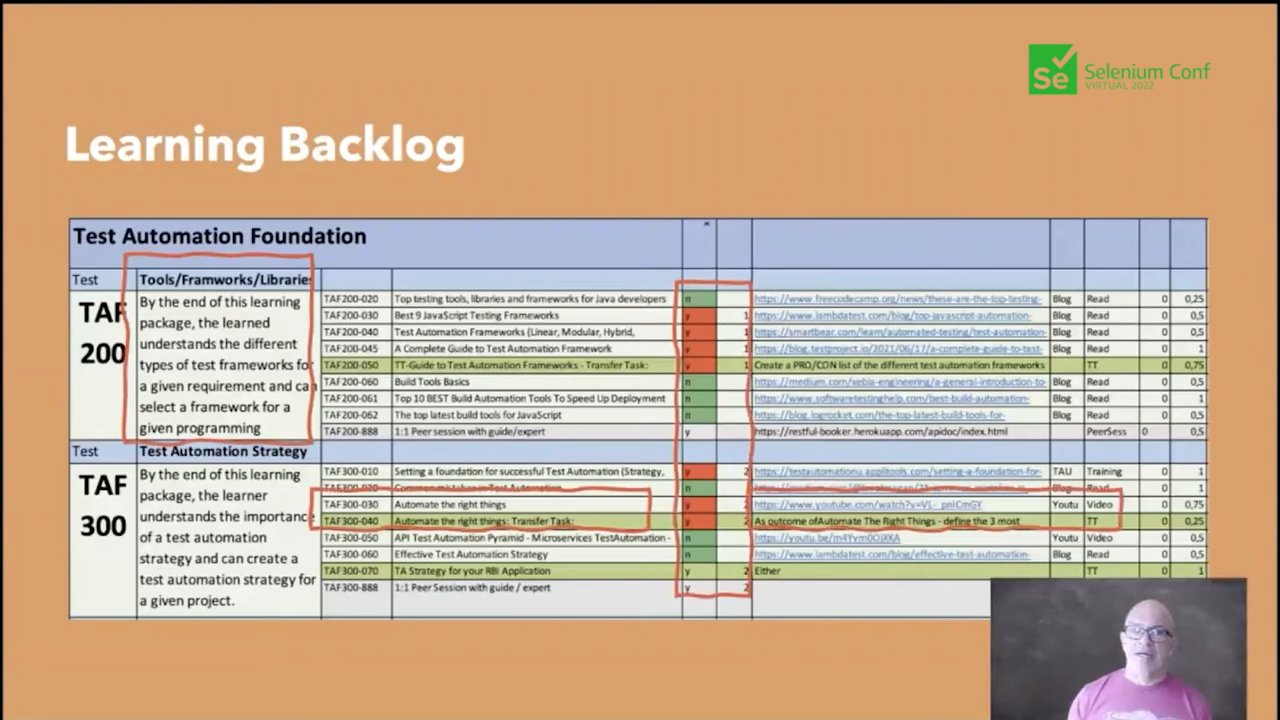 Se Selenium Conf
VIRTUAL 2022
Learning Backlog
Test Automation Foundation
Test Tools/Framworks/Libraries
TAF 200
By the end of this learning
package, the learned
understands the different
types of test frameworks for
a given requirement and can
select a framework for a
given programming
TAF200-020 Top testing tools, libraries and frameworks for Java developers n https://www.freecodecamp.org/news/these-are-the-top-testing- Blog Read 0 0,25
TAF200-030 Best 9 JavaScript Testing Frameworks y 1 https://www.lambdatest.com/blog/top-javascript-automation- Blog Read 0 0,5
TAF200-040 Test Automation Frameworks (Linear, Modular, Hybrid, y 1 https://smartbear.com/learn/automated-testing/test-automation- Blog Read 0 0,5
TAF200-045 A Complete Guide to Test Automation Framework y 1 https://blog.testproject.io/2021/06/17/a-complete-guide-to-test- Blog Read 0 1
TAF200-050 TT-Guide to Test Automation Frameworks - Transfer Task: y 1 Create a PRO/CON list of the different test automation frameworks TT 0 0,75
TAF200-060 Build Tools Basics n https://medium.com/xebia-engineering/a-general-introduction-to- Blog Read 0 0,5
TAF200-061 Top 10 BEST Build Automation Tools To Speed Up Deployment n https://www.softwaretestinghelp.com/best-build-automation- Blog Read 0 0,5
TAF200-062 The top latest build tools for JavaScript n https://blog.logrocket.com/the-top-latest-build-tools-for- Blog Read 0 0,5
TAF200-888 1:1 Peer session with guide/expert y https://restful-booker.herokuapp.com/apidoc/index.html PeerSess 0 0,5
Test Test Automation Strategy
TAF 300
By the end of this learning
package, the learner
understands the importance
of a test automation
strategy and can create a
test automation strategy for
a given project.
TAF300-010 Setting a foundation for successful Test Automation (Strategy, y 2 https://testautomationu.applitools.com/setting-a-foundation-for- TAU Training 0 1
Common mistakes in Test Automation n Blog Read 0 1
TAF300-030 Automate the right things y 2 Youtu Video 0 0,75
TAF300-040 Automate the right things: Transfer Task: y 2 As outcome ofAutomate The Right Things - define the 3 most TT 0 0,25
TAF300-050 API Test Automation Pyramid - Microservices TestAutomation - n Youtu Video 0 0,5
TAF300-060 Effective Test Automation Strategy n https://www.lambdatest.com/blog/effective-test-automation- Blog Read 0 0,5
TAF300-070 TA Strategy for your RBI Application y 2 Either TT 0 1
TAF300-888 1:1 Peer Session with guide / expert y 2